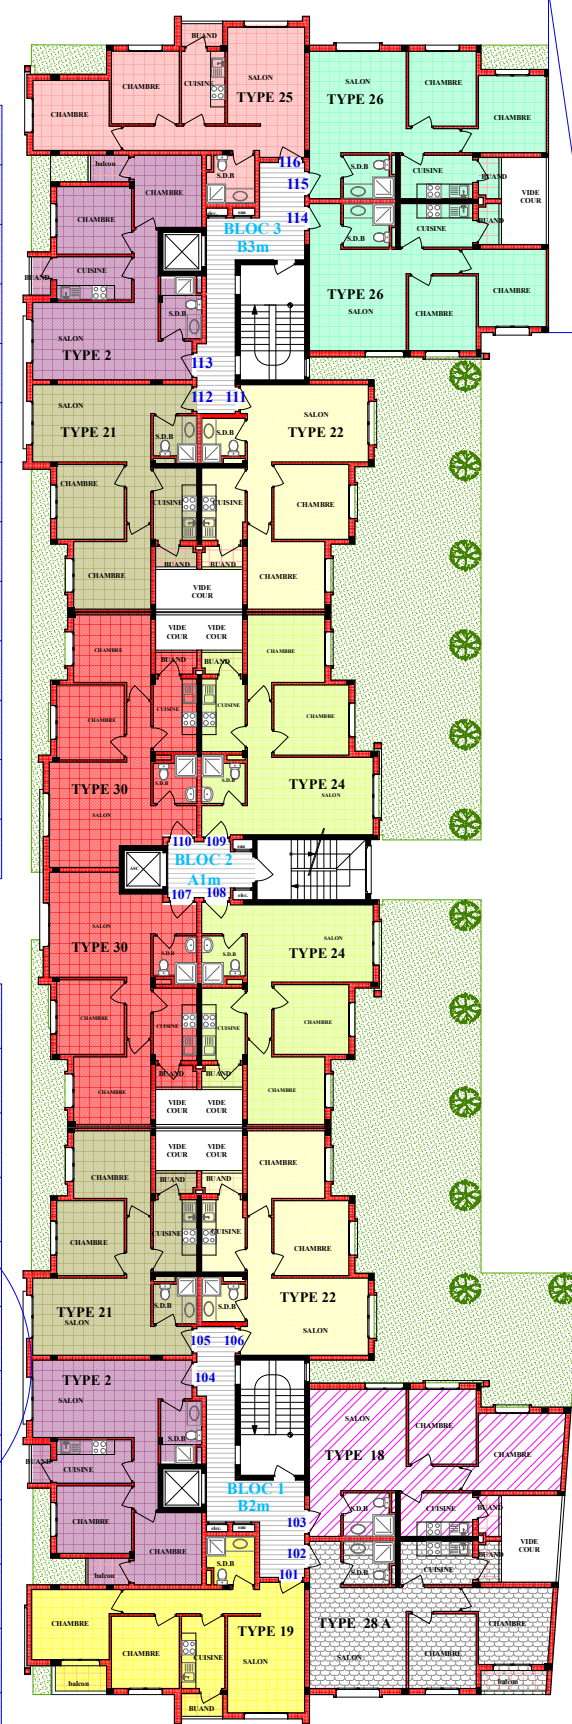 BUAND
SALON
TYPE 25
CHAMBRE
CUISINE
CHAMBRE
S.D.B
116
115
114
SALON
TYPE 26
CHAMBRE
CHAMBRE
S.D.B
CUISINE
BUAND
VIDE
COUR
S.D.B
CUISINE
BUAND
TYPE 26
SALON
CHAMBRE
CHAMBRE
elec.
eau
BLOC 3
B3m
balcon
CHAMBRE
CHAMBRE
BUAND
CUISINE
S.D.B
SALON
TYPE 2
113
112
111
SALON
TYPE 21
S.D.B
S.D.B
SALON
TYPE 22
CHAMBRE
CUISINE
CUISINE
CHAMBRE
CHAMBRE
BUAND
BUAND
CHAMBRE
VIDE
COUR
VIDE
COUR
VIDE
COUR
CHAMBRE
BUAND
BUAND
CHAMBRE
CHAMBRE
CUISINE
CUISINE
CHAMBRE
TYPE 30
S.D.B
S.D.B
TYPE 24
SALON
SALON
110
109
eau
BLOC 2
A1m
ASC
107
108
elec.
SALON
TYPE 30
S.D.B
S.D.B
SALON
TYPE 24
CHAMBRE
CUISINE
CUISINE
CHAMBRE
CHAMBRE
BUAND
BUAND
CHAMBRE
VIDE
COUR
VIDE
COUR
VIDE
COUR
VIDE
COUR
CHAMBRE
BUAND
BUAND
CHAMBRE
CHAMBRE
CUISINE
CUISINE
CHAMBRE
TYPE 21
SALON
S.D.B
S.D.B
TYPE 22
SALON
105
106
104
TYPE 2
SALON
S.D.B
BUAND
CUISINE
CHAMBRE
CHAMBRE
balcon
BLOC 1
B2m
elec.
eau
103
102
101
SALON
TYPE 18
CHAMBRE
CHAMBRE
S.D.B
CUISINE
BUAND
VIDE
COUR
S.D.B
CUISINE
BUAND
TYPE 28 A
SALON
CHAMBRE
CHAMBRE
balcon
S.D.B
CHAMBRE
CHAMBRE
CUISINE
TYPE 19
SALON
balcon
BUAND